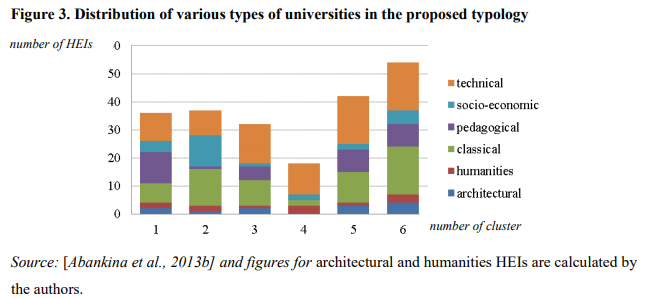 Figure 3. Distribution of various types of universities in the proposed typology
number of HEIs
0
50
40
30
20
10
0
1 2 3 4 5 6
number of cluster
technical
socio-economic
pedagogical
classical
humanities
architectural
Source: [Abankina et al., 2013b] and figures for architectural and humanities HEIs are calculated by
the authors.